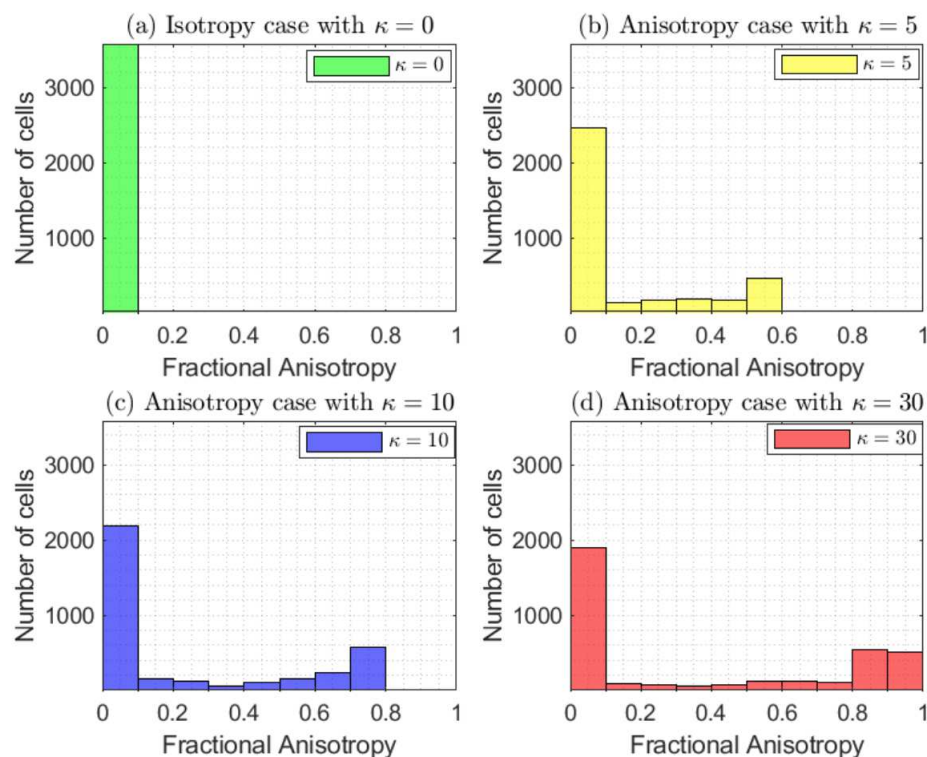 (a) Isotropy case with κ = 0
κ = 0
3000
2000
1000
Number of cells
0 0.2 0.4 0.6 0.8 1
Fractional Anisotropy
(b) Anisotropy case with κ = 5
κ = 5
3000
2000
1000
Number of cells
0 0.2 0.4 0.6 0.8 1
Fractional Anisotropy
(c) Anisotropy case with κ = 10
κ = 10
3000
2000
1000
Number of cells
0 0.2 0.4 0.6 0.8 1
Fractional Anisotropy
(d) Anisotropy case with κ = 30
κ = 30
3000
2000
1000
Number of cells
0 0.2 0.4 0.6 0.8 1
Fractional Anisotropy